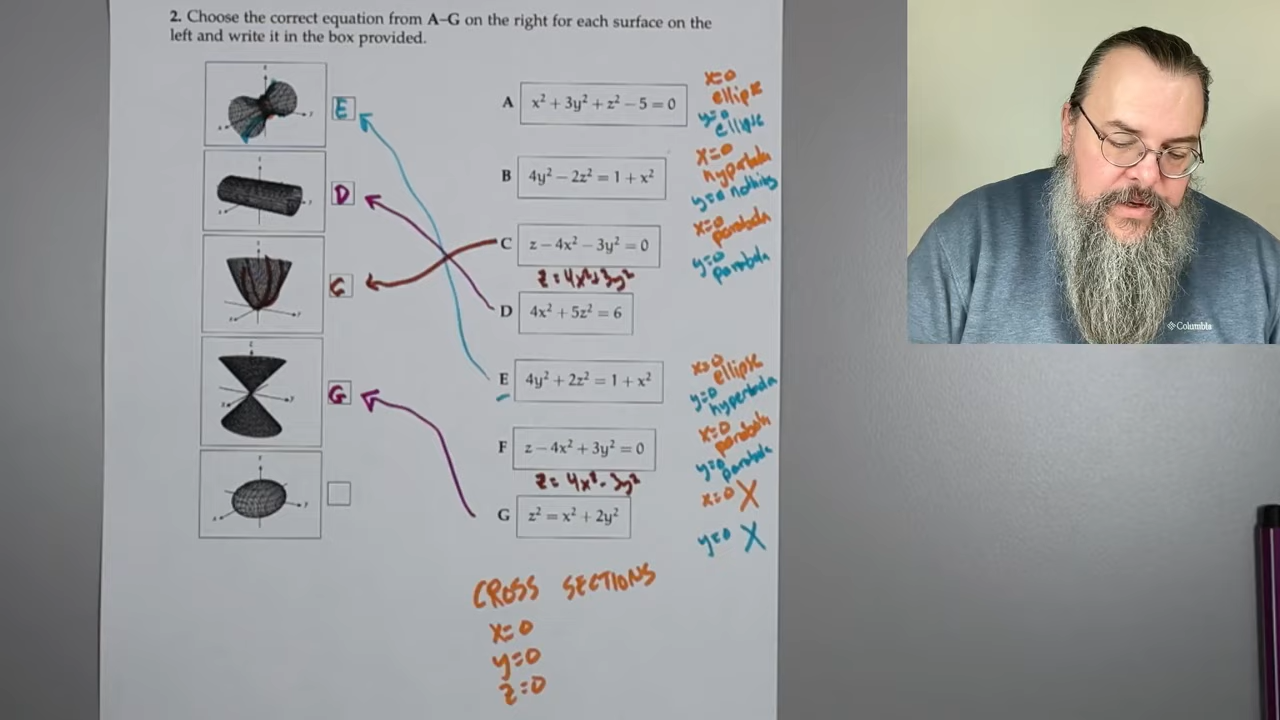 2. Choose the correct equation from A–G on the right for each surface on the
left and write it in the box provided.
E
D
C
G
A x² + 3y² + z² − 5 = 0
x=0
ellipse
y=0
ellipse
B 4y² − 2z² = 1 + x²
x=0
hyperbola
y=0 nothing
C z − 4x² − 3y² = 0
z = 4x²+3y²
x=0
parabola
y=0
parabola
D 4x² + 5z² = 6
E 4y² + 2z² = 1 + x²
x=0
ellipse
y=0
hyperbola
F z − 4x² + 3y² = 0
z = 4x² - 3y²
x=0
parabola
y=0
parabola
G z² = x² + 2y²
x=0 X
y=0 X
CROSS SECTIONS
x=0
y=0
z=0
Columbia